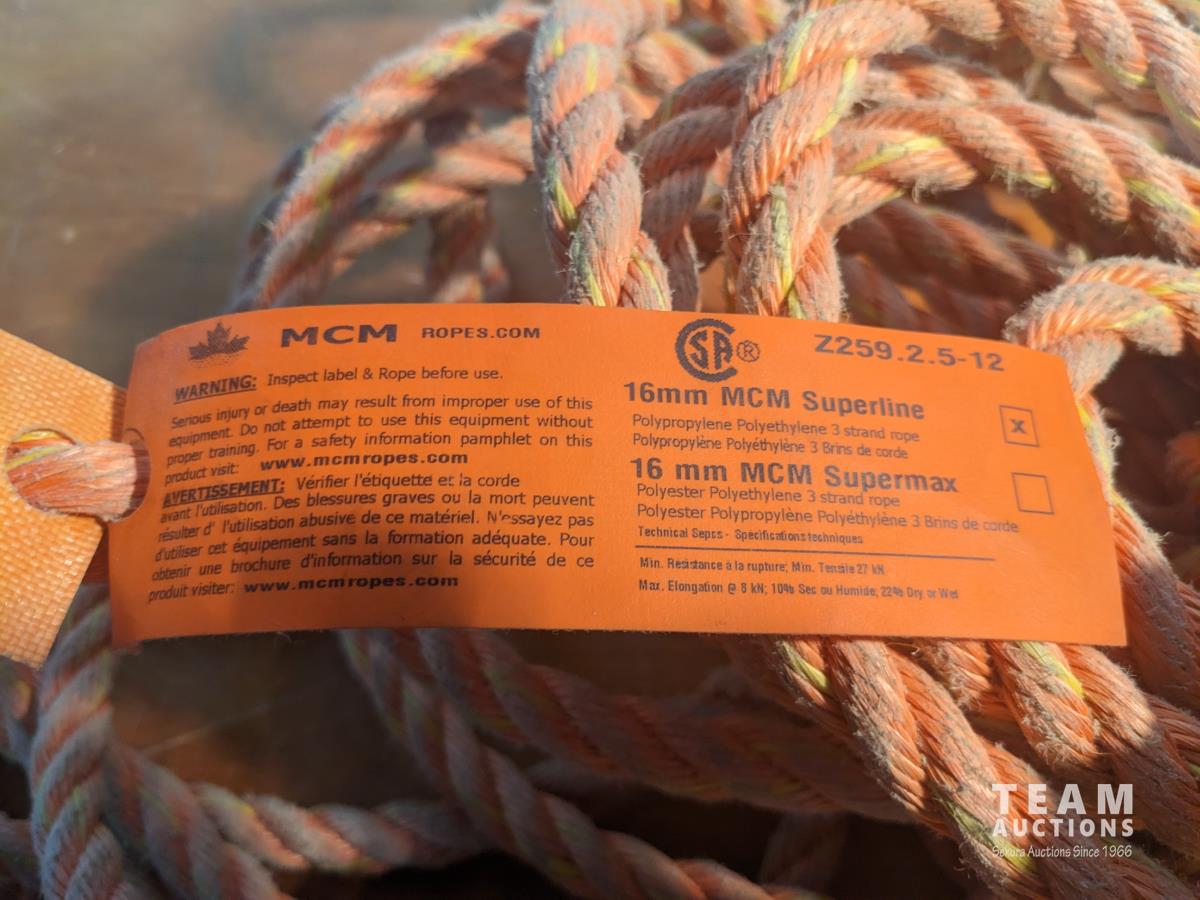 MCM ROPES.COM
WARNING: Inspect label & Rope before use.
Serious injury or death may result from improper use of this
equipment. Do not attempt to use this equipment without
proper training. For a safety information pamphlet on this
product visit: www.mcmropes.com
AVERTISSEMENT: Vérifier l'étiquette et la corde
avant l'utilisation. Des blessures graves ou la mort peuvent
résulter d' l'utilisation abusive de ce matériel. N'essayez pas
d'utiliser cet équipement sans la formation adéquate. Pour
obtenir une brochure d'information sur la sécurité de ce
produit visiter: www.mcmropes.com
CSA ® Z259.2.5-12
16mm MCM Superline
Polypropylene Polyethylene 3 strand rope x
Polypropylène Polyéthylène 3 Brins de corde
16 mm MCM Supermax
Polyester Polyethylene 3 strand rope
Polyester Polypropylène Polyéthylène 3 Brins de corde
Technical Sepcs - Spécifications techniques
Min. Resistance à la rupture; Min. Tensile 27 kN
Max. Elongation @ 8 kN; 10% Sec ou Humide; 22% Dry or Wet
TEAM
AUCTIONS
Sekura Auctions Since 1966